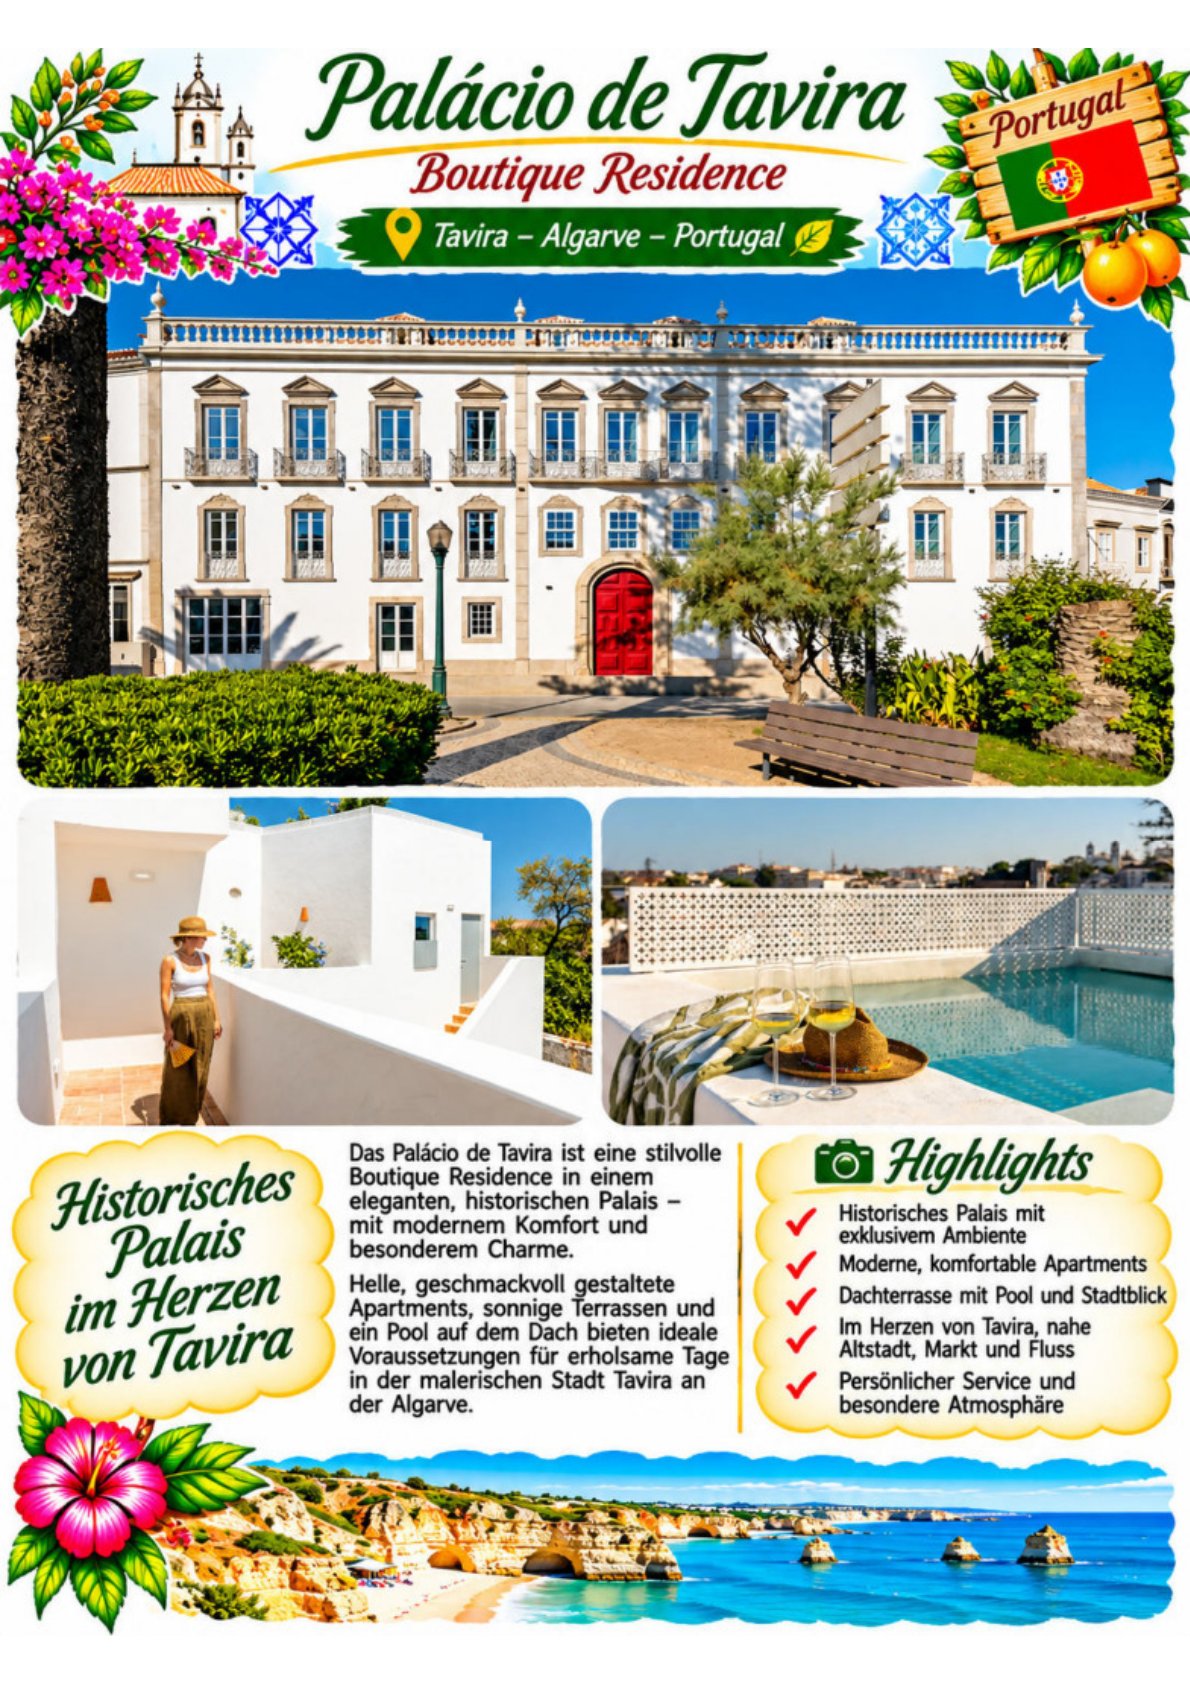 Palácio de Tavira
Boutique Residence
Tavira – Algarve – Portugal
Portugal
Historisches
Palais
im Herzen
von Tavira
Das Palácio de Tavira ist eine stilvolle
Boutique Residence in einem
eleganten, historischen Palais –
mit modernem Komfort und
besonderem Charme.
Helle, geschmackvoll gestaltete
Apartments, sonnige Terrassen und
ein Pool auf dem Dach bieten ideale
Voraussetzungen für erholsame Tage
in der malerischen Stadt Tavira an
der Algarve.
Highlights
Historisches Palais mit
exklusivem Ambiente
Moderne, komfortable Apartments
Dachterrasse mit Pool und Stadtblick
Im Herzen von Tavira, nahe
Altstadt, Markt und Fluss
Persönlicher Service und
besondere Atmosphäre